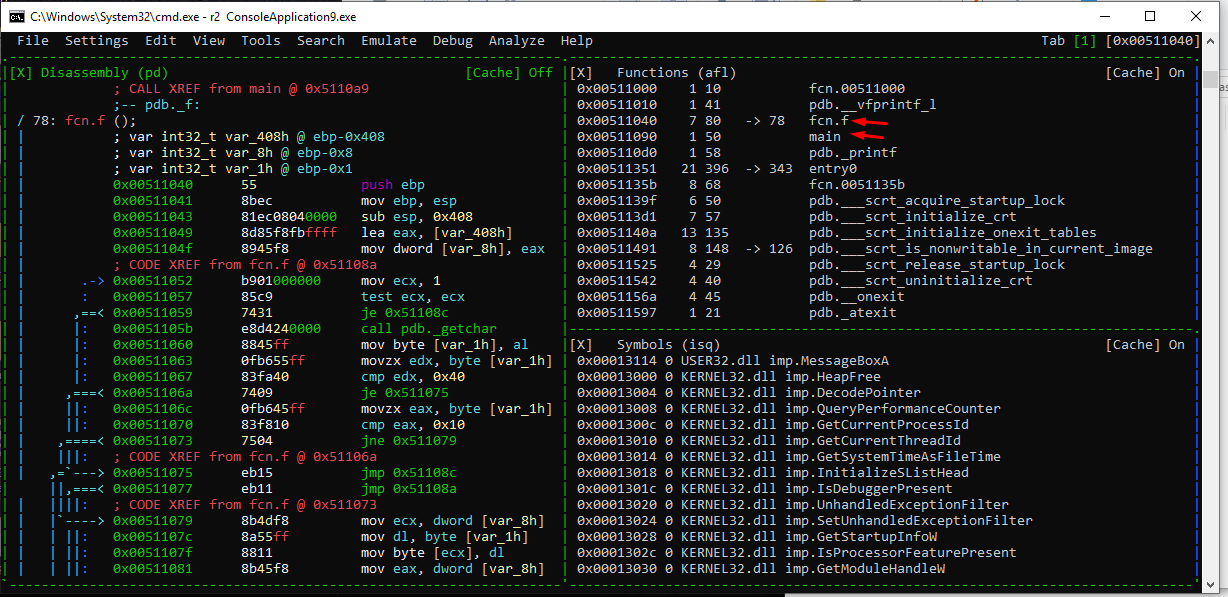 C:\Windows\System32\cmd.exe - r2 ConsoleApplication9.exe
File Settings Edit View Tools Search Emulate Debug Analyze Help Tab [1] [0x00511040]
[X] Disassembly (pd) [Cache] Off
; CALL XREF from main @ 0x5110a9
;-- pdb._f:
/ 78: fcn.f ();
; var int32_t var_408h @ ebp-0x408
; var int32_t var_8h @ ebp-0x8
; var int32_t var_1h @ ebp-0x1
0x00511040 55 push ebp
0x00511041 8bec mov ebp, esp
0x00511043 81ec08040000 sub esp, 0x408
0x00511049 8d85f8fbffff lea eax, [var_408h]
0x0051104f 8945f8 mov dword [var_8h], eax
; CODE XREF from fcn.f @ 0x51108a
.-> 0x00511052 b901000000 mov ecx, 1
: 0x00511057 85c9 test ecx, ecx
,==< 0x00511059 7431 je 0x51108c
|: 0x0051105b e8d4240000 call pdb._getchar
|: 0x00511060 8845ff mov byte [var_1h], al
|: 0x00511063 0fb655ff movzx edx, byte [var_1h]
|: 0x00511067 83fa40 cmp edx, 0x40
,===< 0x0051106a 7409 je 0x511075
||: 0x0051106c 0fb645ff movzx eax, byte [var_1h]
||: 0x00511070 83f810 cmp eax, 0x10
,====< 0x00511073 7504 jne 0x511079
|||: ; CODE XREF from fcn.f @ 0x51106a
,=`---> 0x00511075 eb15 jmp 0x51108c
||,===< 0x00511077 eb11 jmp 0x51108a
||||: ; CODE XREF from fcn.f @ 0x511073
|`----> 0x00511079 8b4df8 mov ecx, dword [var_8h]
| ||: 0x0051107c 8a55ff mov dl, byte [var_1h]
| ||: 0x0051107f 8811 mov byte [ecx], dl
| ||: 0x00511081 8b45f8 mov eax, dword [var_8h]
[X] Functions (afl) [Cache] On
0x00511000 1 10 fcn.00511000
0x00511010 1 41 pdb.__vfprintf_l
0x00511040 7 80 -> 78 fcn.f
0x00511090 1 50 main
0x005110d0 1 58 pdb._printf
0x00511351 21 396 -> 343 entry0
0x0051135b 8 68 fcn.0051135b
0x0051139f 6 50 pdb.___scrt_acquire_startup_lock
0x005113d1 7 57 pdb.___scrt_initialize_crt
0x0051140a 13 135 pdb.___scrt_initialize_onexit_tables
0x00511491 8 148 -> 126 pdb.___scrt_is_nonwritable_in_current_image
0x00511525 4 29 pdb.___scrt_release_startup_lock
0x00511542 4 40 pdb.___scrt_uninitialize_crt
0x0051156a 4 45 pdb.__onexit
0x00511597 1 21 pdb._atexit
[X] Symbols (isq) [Cache] On
0x00013114 0 USER32.dll imp.MessageBoxA
0x00013000 0 KERNEL32.dll imp.HeapFree
0x00013004 0 KERNEL32.dll imp.DecodePointer
0x00013008 0 KERNEL32.dll imp.QueryPerformanceCounter
0x0001300c 0 KERNEL32.dll imp.GetCurrentProcessId
0x00013010 0 KERNEL32.dll imp.GetCurrentThreadId
0x00013014 0 KERNEL32.dll imp.GetSystemTimeAsFileTime
0x00013018 0 KERNEL32.dll imp.InitializeSListHead
0x0001301c 0 KERNEL32.dll imp.IsDebuggerPresent
0x00013020 0 KERNEL32.dll imp.UnhandledExceptionFilter
0x00013024 0 KERNEL32.dll imp.SetUnhandledExceptionFilter
0x00013028 0 KERNEL32.dll imp.GetStartupInfoW
0x0001302c 0 KERNEL32.dll imp.IsProcessorFeaturePresent
0x00013030 0 KERNEL32.dll imp.GetModuleHandleW